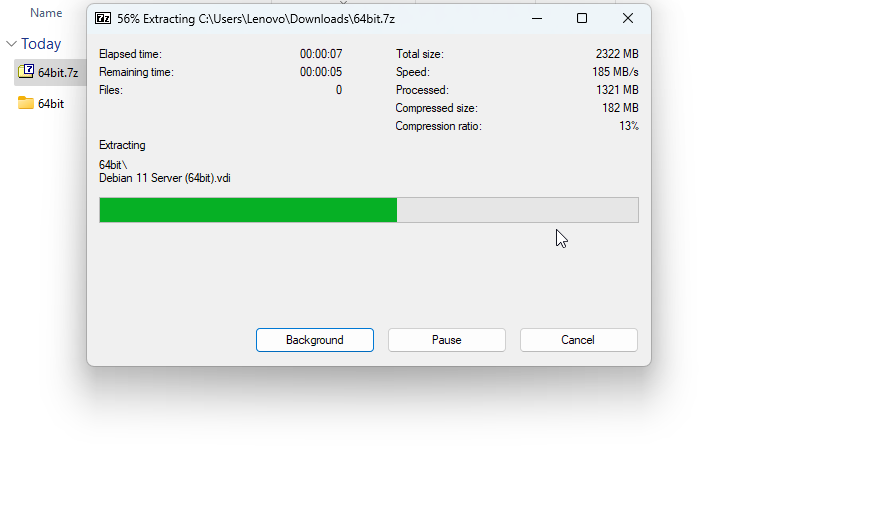 Name
Today
64bit.7z
64bit
56% Extracting C:\Users\Lenovo\Downloads\64bit.7z
Elapsed time: 00:00:07
Remaining time: 00:00:05
Files: 0
Total size: 2322 MB
Speed: 185 MB/s
Processed: 1321 MB
Compressed size: 182 MB
Compression ratio: 13%
Extracting
64bit\
Debian 11 Server (64bit).vdi
Background Pause Cancel